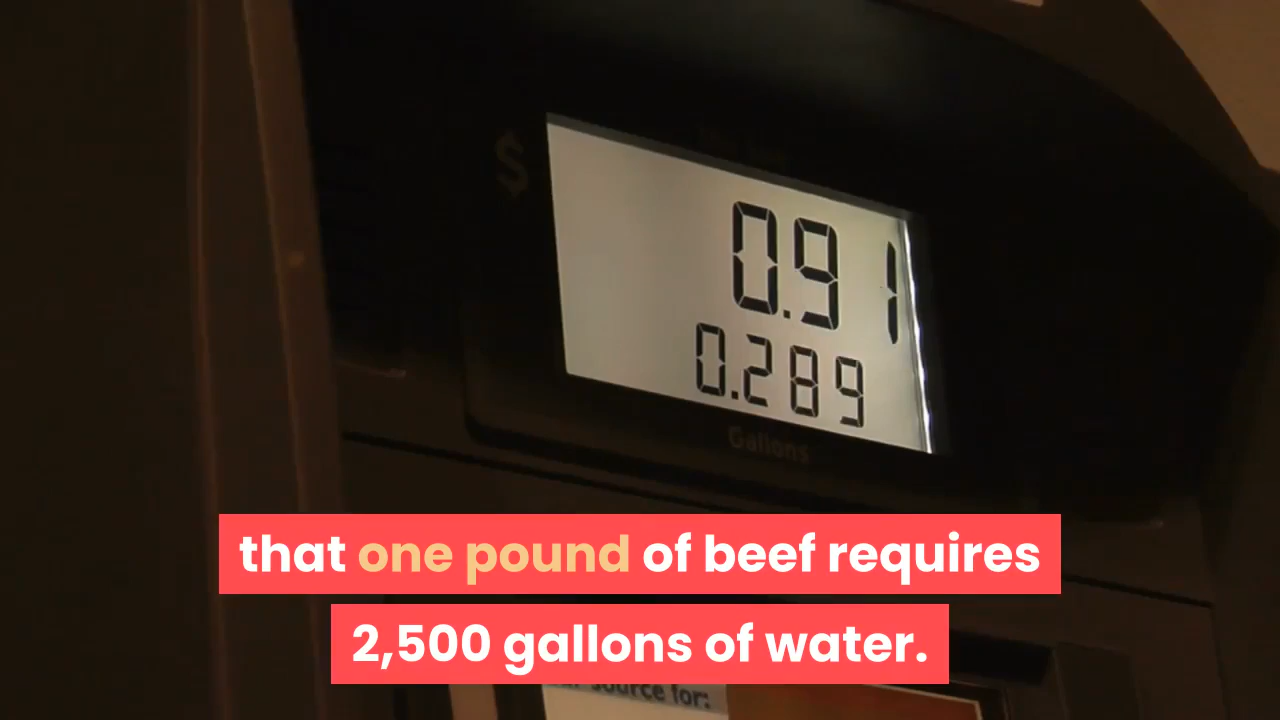 $
0.91
0.289
Gallons
that one pound of beef requires
2,500 gallons of water.
source for: